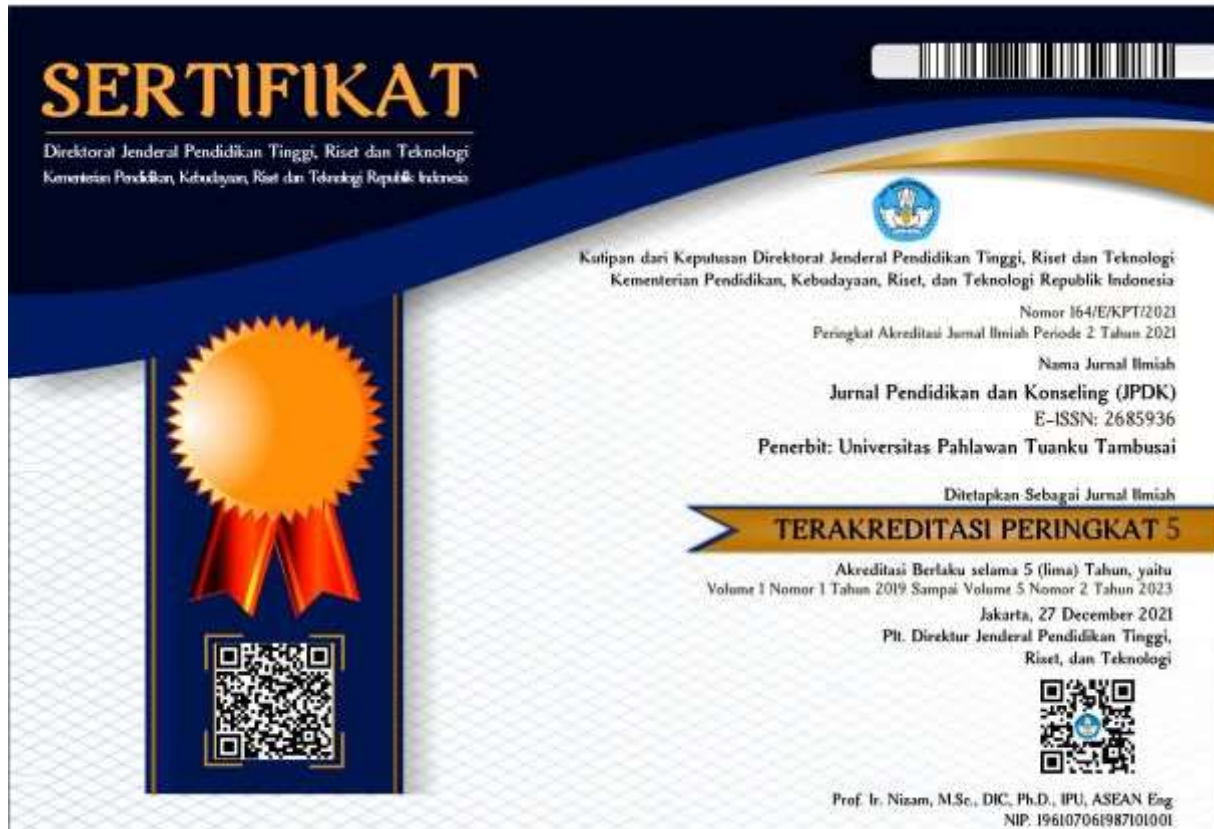 SERTIFIKAT
Direktorat Jenderal Pendidikan Tinggi, Riset dan Teknologi
Kementerian Pendidikan, Kebudayaan, Riset dan Teknologi Republik Indonesia
Kutipan dari Keputusan Direktorat Jenderal Pendidikan Tinggi, Riset dan Teknologi
Kementerian Pendidikan, Kebudayaan, Riset, dan Teknologi Republik Indonesia
Nomor 164/E/KPT/2021
Peringkat Akreditasi Jurnal Ilmiah Periode 2 Tahun 2021
Nama Jurnal Ilmiah
Jurnal Pendidikan dan Konseling (JPDK)
E-ISSN: 2685936
Penerbit: Universitas Pahlawan Tuanku Tambusai
Ditetapkan Sebagai Jurnal Ilmiah
TERAKREDITASI PERINGKAT 5
Akreditasi Berlaku selama 5 (lima) Tahun, yaitu
Volume 1 Nomor 1 Tahun 2019 Sampai Volume 5 Nomor 2 Tahun 2023
Jakarta, 27 December 2021
Plt. Direktur Jenderal Pendidikan Tinggi,
Riset, dan Teknologi
Prof. Ir. Nizam, M.Sc., DIC, Ph.D., IPU, ASEAN Eng
NIP. 196107061987101001